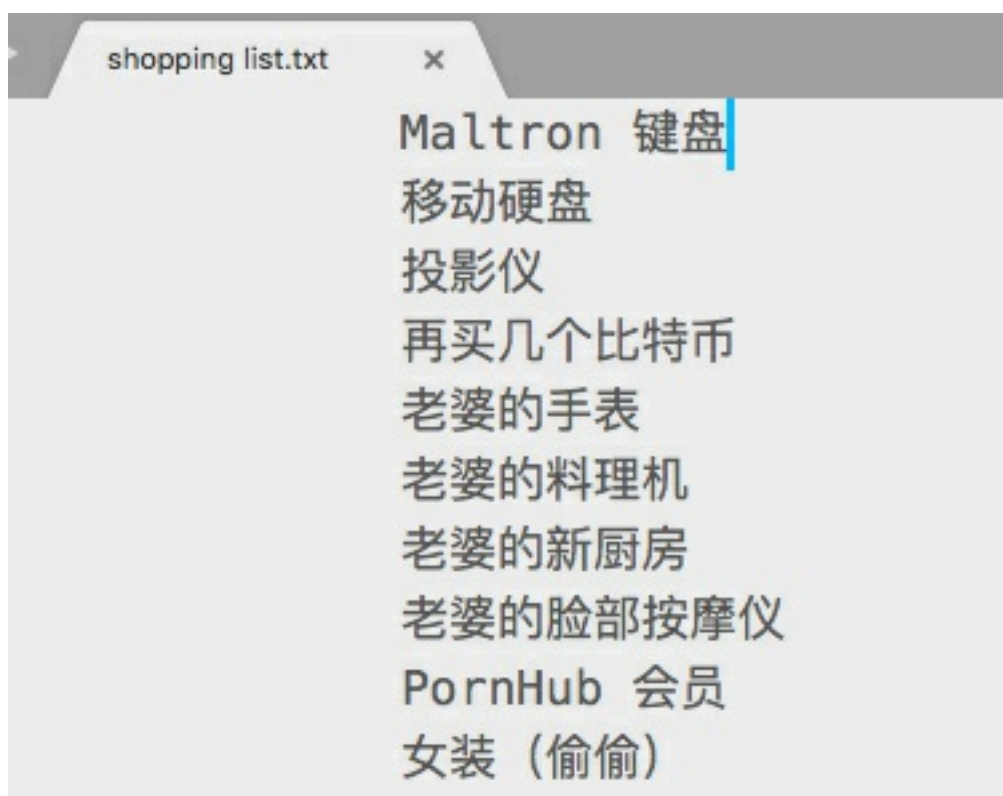 shopping list.txt ×
Maltron 键盘
移动硬盘
投影仪
再买几个比特币
老婆的手表
老婆的料理机
老婆的新厨房
老婆的脸部按摩仪
PornHub 会员
女装（偷偷）